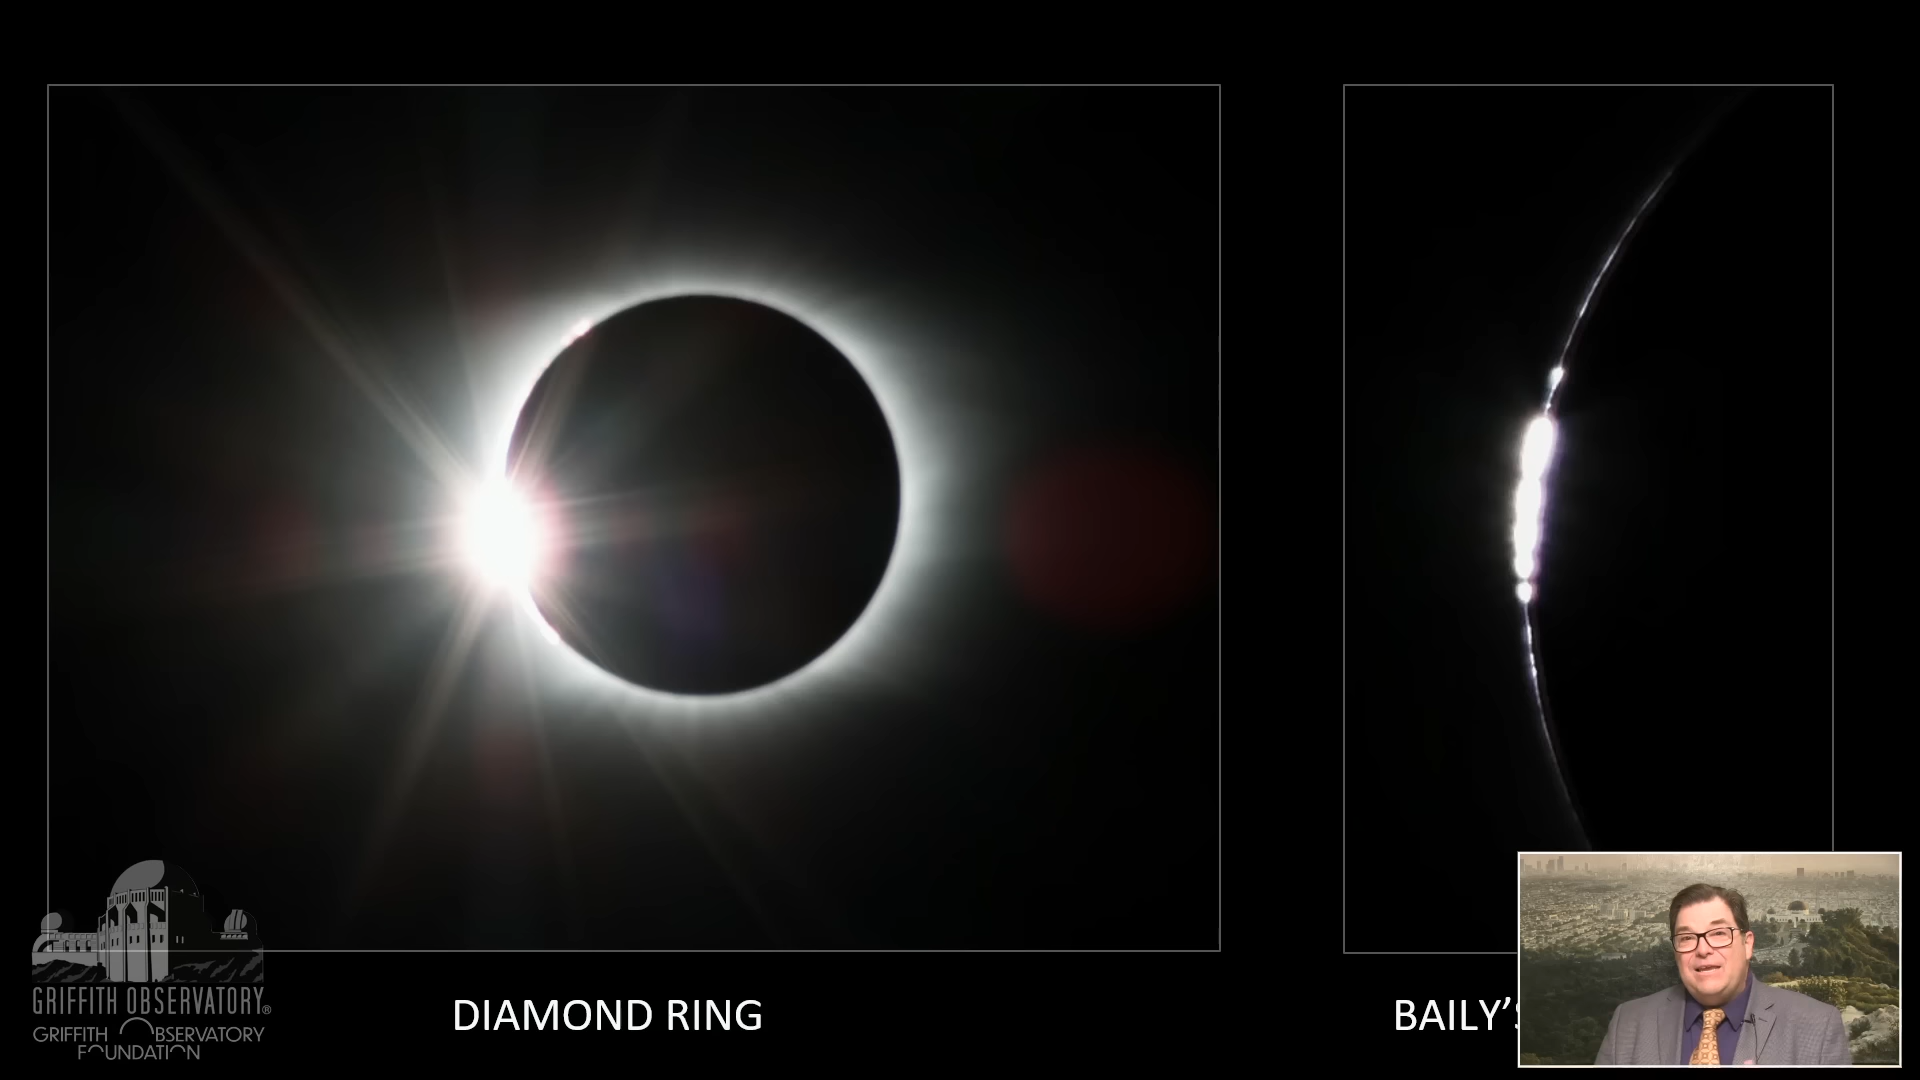 GRIFFITH OBSERVATORY®
GRIFFITH OBSERVATORY
FOUNDATION
DIAMOND RING
BAILY'S